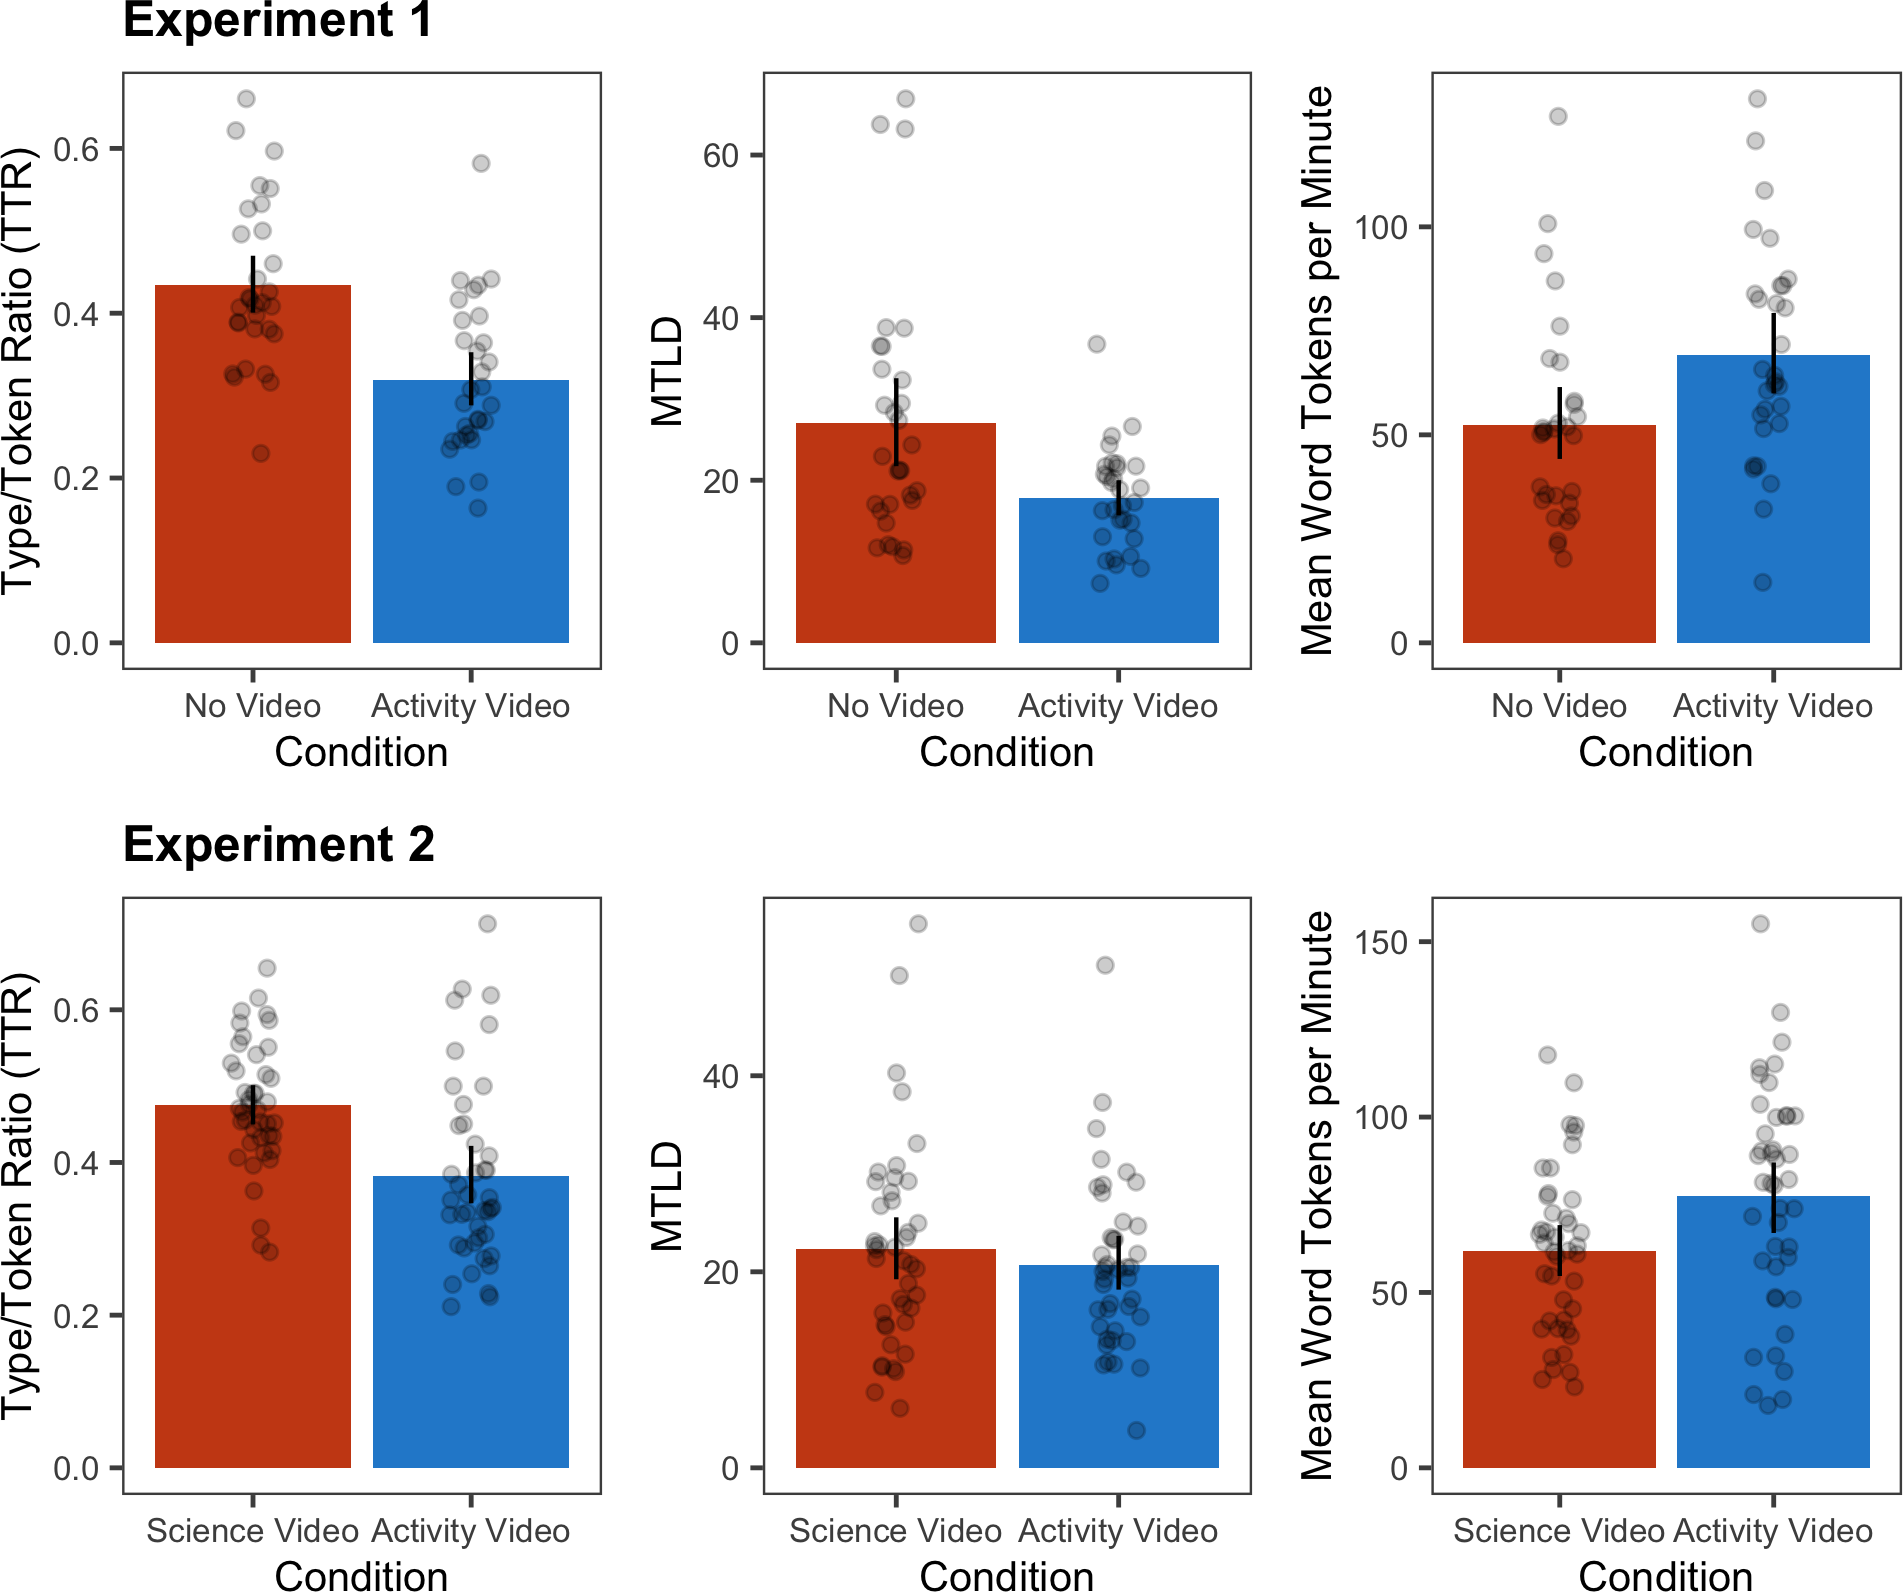 Experiment 1
Type/Token Ratio (TTR)
0.6
0.4
0.2
0.0
No Video Activity Video
Condition
MTLD
60
40
20
0
No Video Activity Video
Condition
Mean Word Tokens per Minute
100
50
0
No Video Activity Video
Condition
Experiment 2
Type/Token Ratio (TTR)
0.6
0.4
0.2
0.0
Science Video Activity Video
Condition
MTLD
40
20
0
Science Video Activity Video
Condition
Mean Word Tokens per Minute
150
100
50
0
Science Video Activity Video
Condition